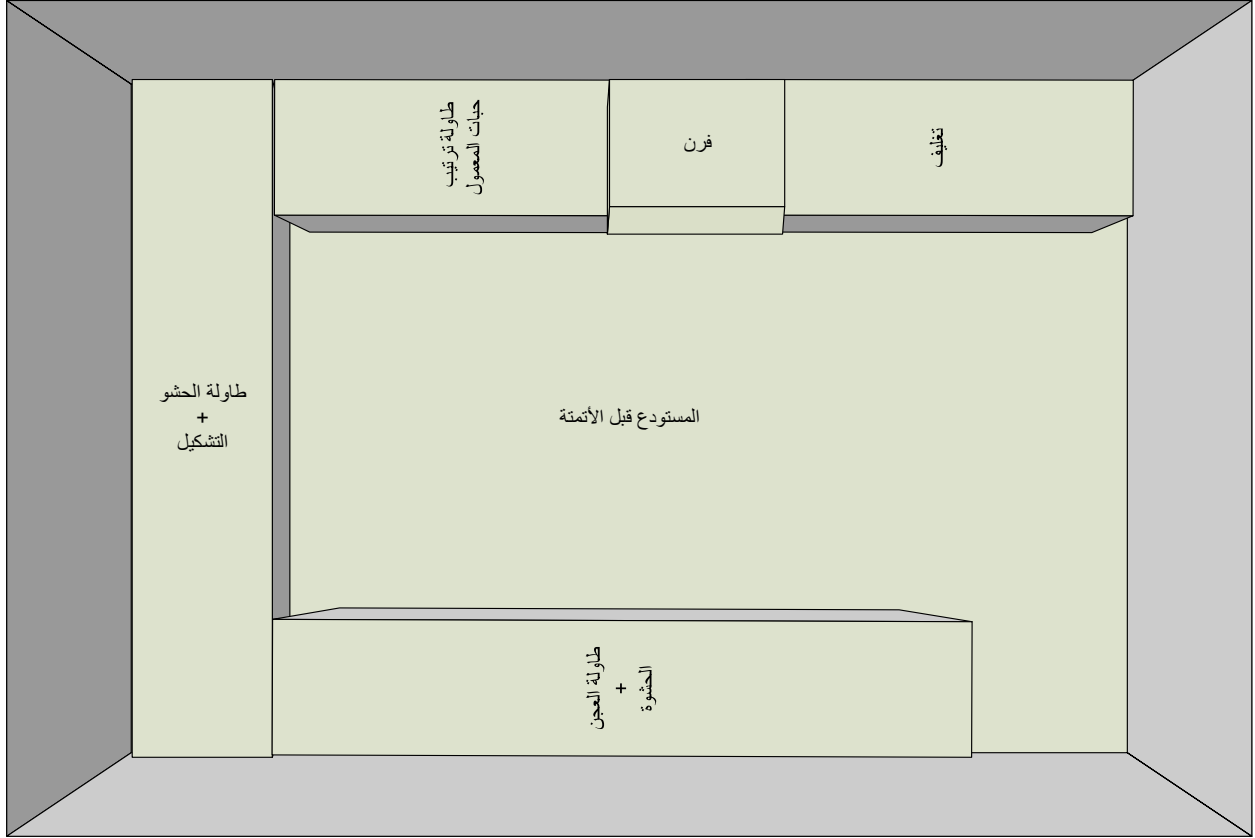 طاولة ترتيب
حبات المعمول
فرن
تغليف
طاولة الحشو
+
التشكيل
المستودع قبل الأتمتة
طاولة العجن
+
الحشوة